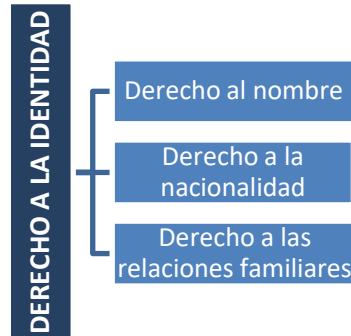 DERECHO A LA IDENTIDAD
Derecho al nombre
Derecho a la
nacionalidad
Derecho a las
relaciones familiares